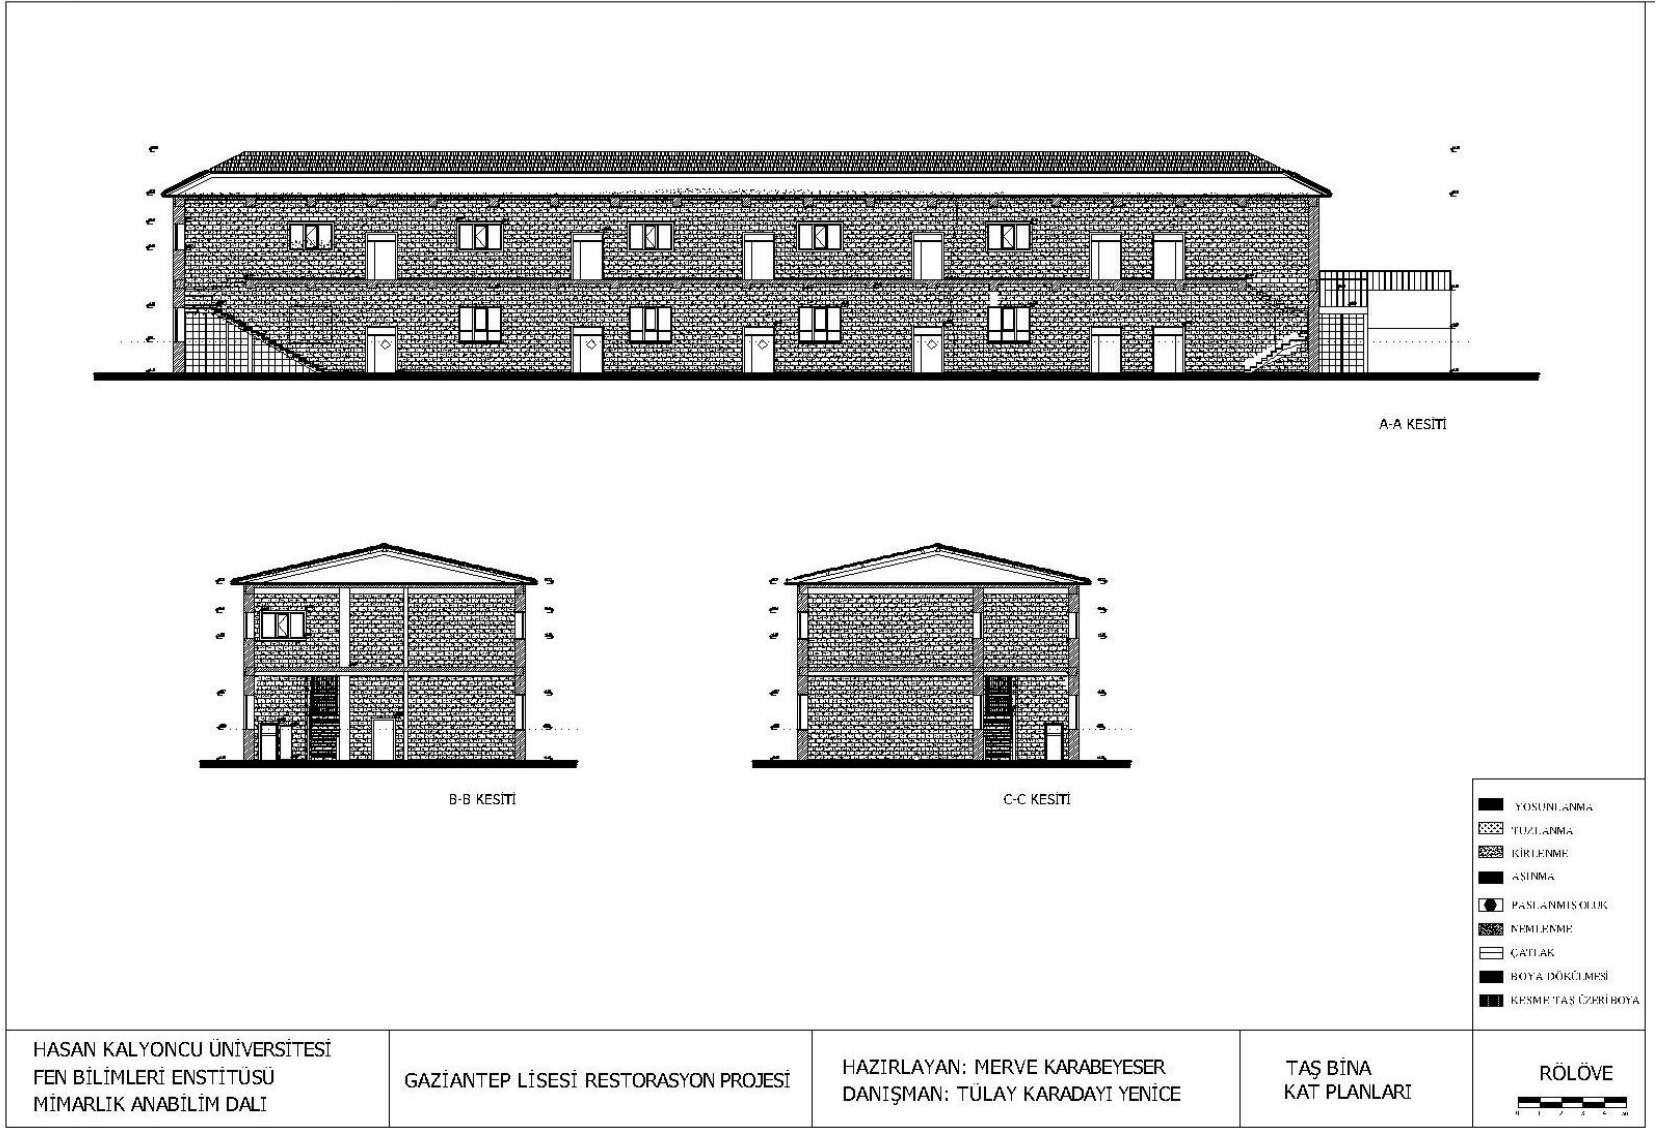 A-A KESİTİ
B-B KESİTİ
C-C KESİTİ
YOSUNLANMA
TUZLANMA
KİRLENME
AŞINMA
PASLANMIŞ OLUK
NEMLENME
ÇATLAK
BOYA DÖKÜLMESİ
KESME TAŞ ÜZERİ BOYA
HASAN KALYONCU ÜNİVERSİTESİ
FEN BİLİMLERİ ENSTİTÜSÜ
MİMARLIK ANABİLİM DALI
GAZİANTEP LİSESİ RESTORASYON PROJESİ
HAZIRLAYAN: MERVE KARABEYESER
DANIŞMAN: TÜLAY KARADAYI YENİCE
TAŞ BİNA
KAT PLANLARI
RÖLÖVE